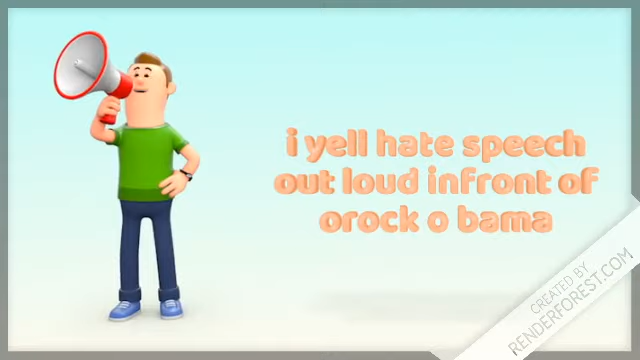 i yell hate speech
out loud infront of
orock o bama
CREATED BY
RENDERFOREST.COM